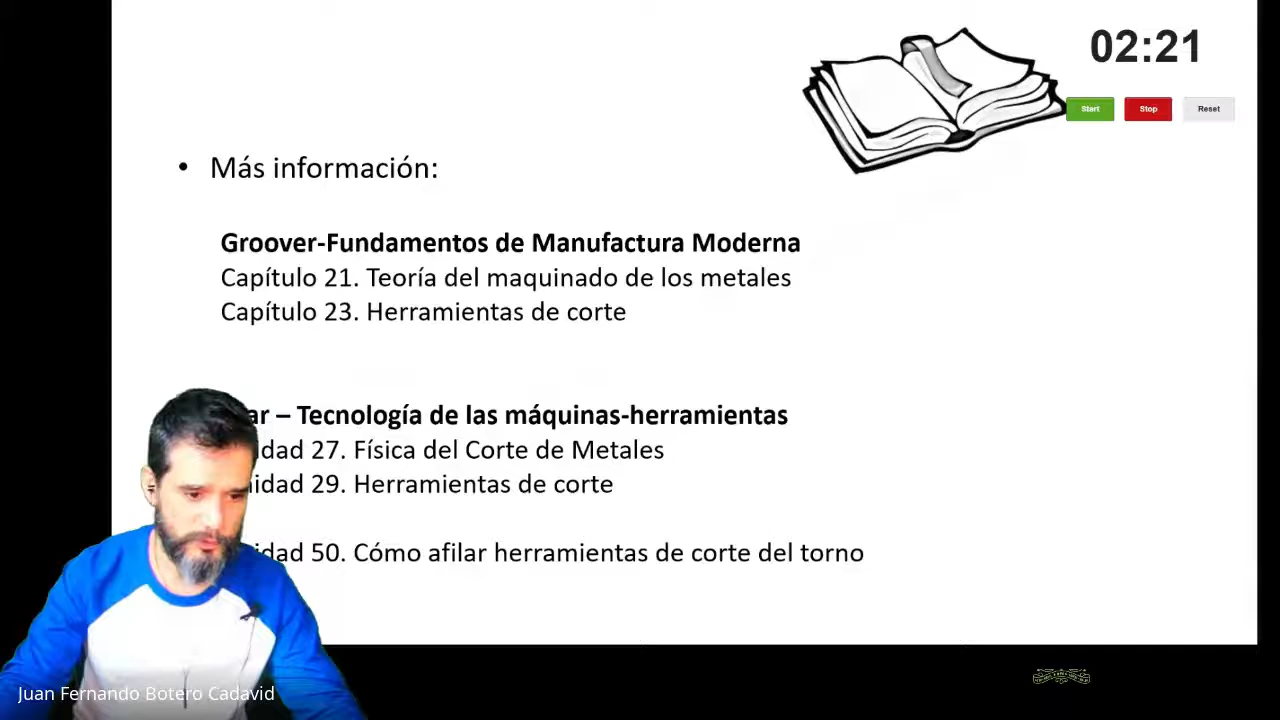 02:21
Start Stop Reset
• Más información:
Groover-Fundamentos de Manufactura Moderna
Capítulo 21. Teoría del maquinado de los metales
Capítulo 23. Herramientas de corte
ar – Tecnología de las máquinas-herramientas
idad 27. Física del Corte de Metales
idad 29. Herramientas de corte
idad 50. Cómo afilar herramientas de corte del torno
Juan Fernando Botero Cadavid